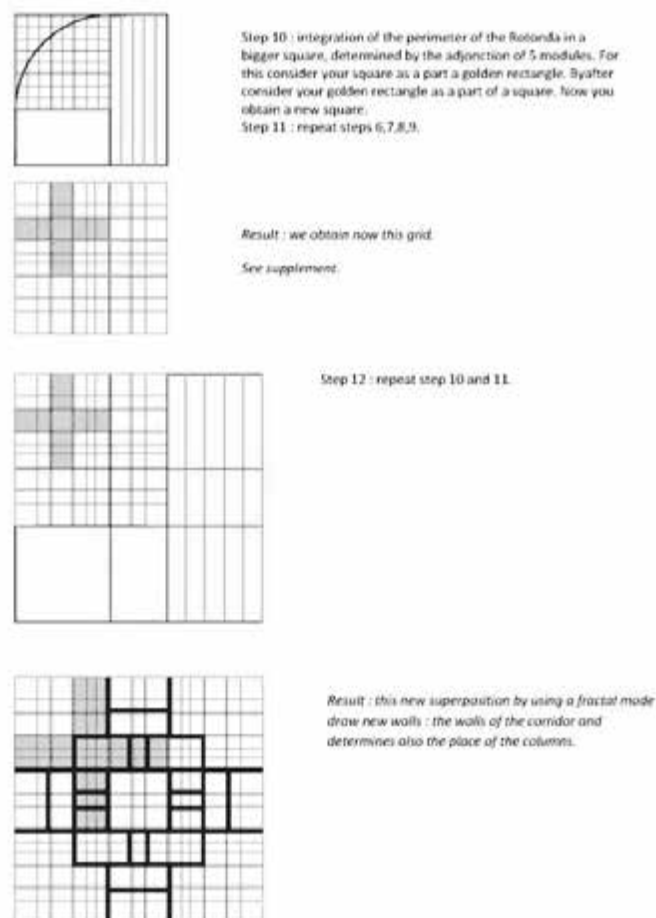 Step 10 : integration of the perimeter of the Rotonda in a
bigger square, determined by the adjonction of 5 modules. For
this consider your square as a part a golden rectangle. Byafter
consider your golden rectangle as a part of a square. Now you
obtain a new square.
Step 11 : repeat steps 6,7,8,9.
Result : we obtain now this grid.
See supplement.
Step 12 : repeat step 10 and 11.
Result : this new superposition by using a fractal mode
draw new walls : the walls of the corridor and
determines also the place of the columns.